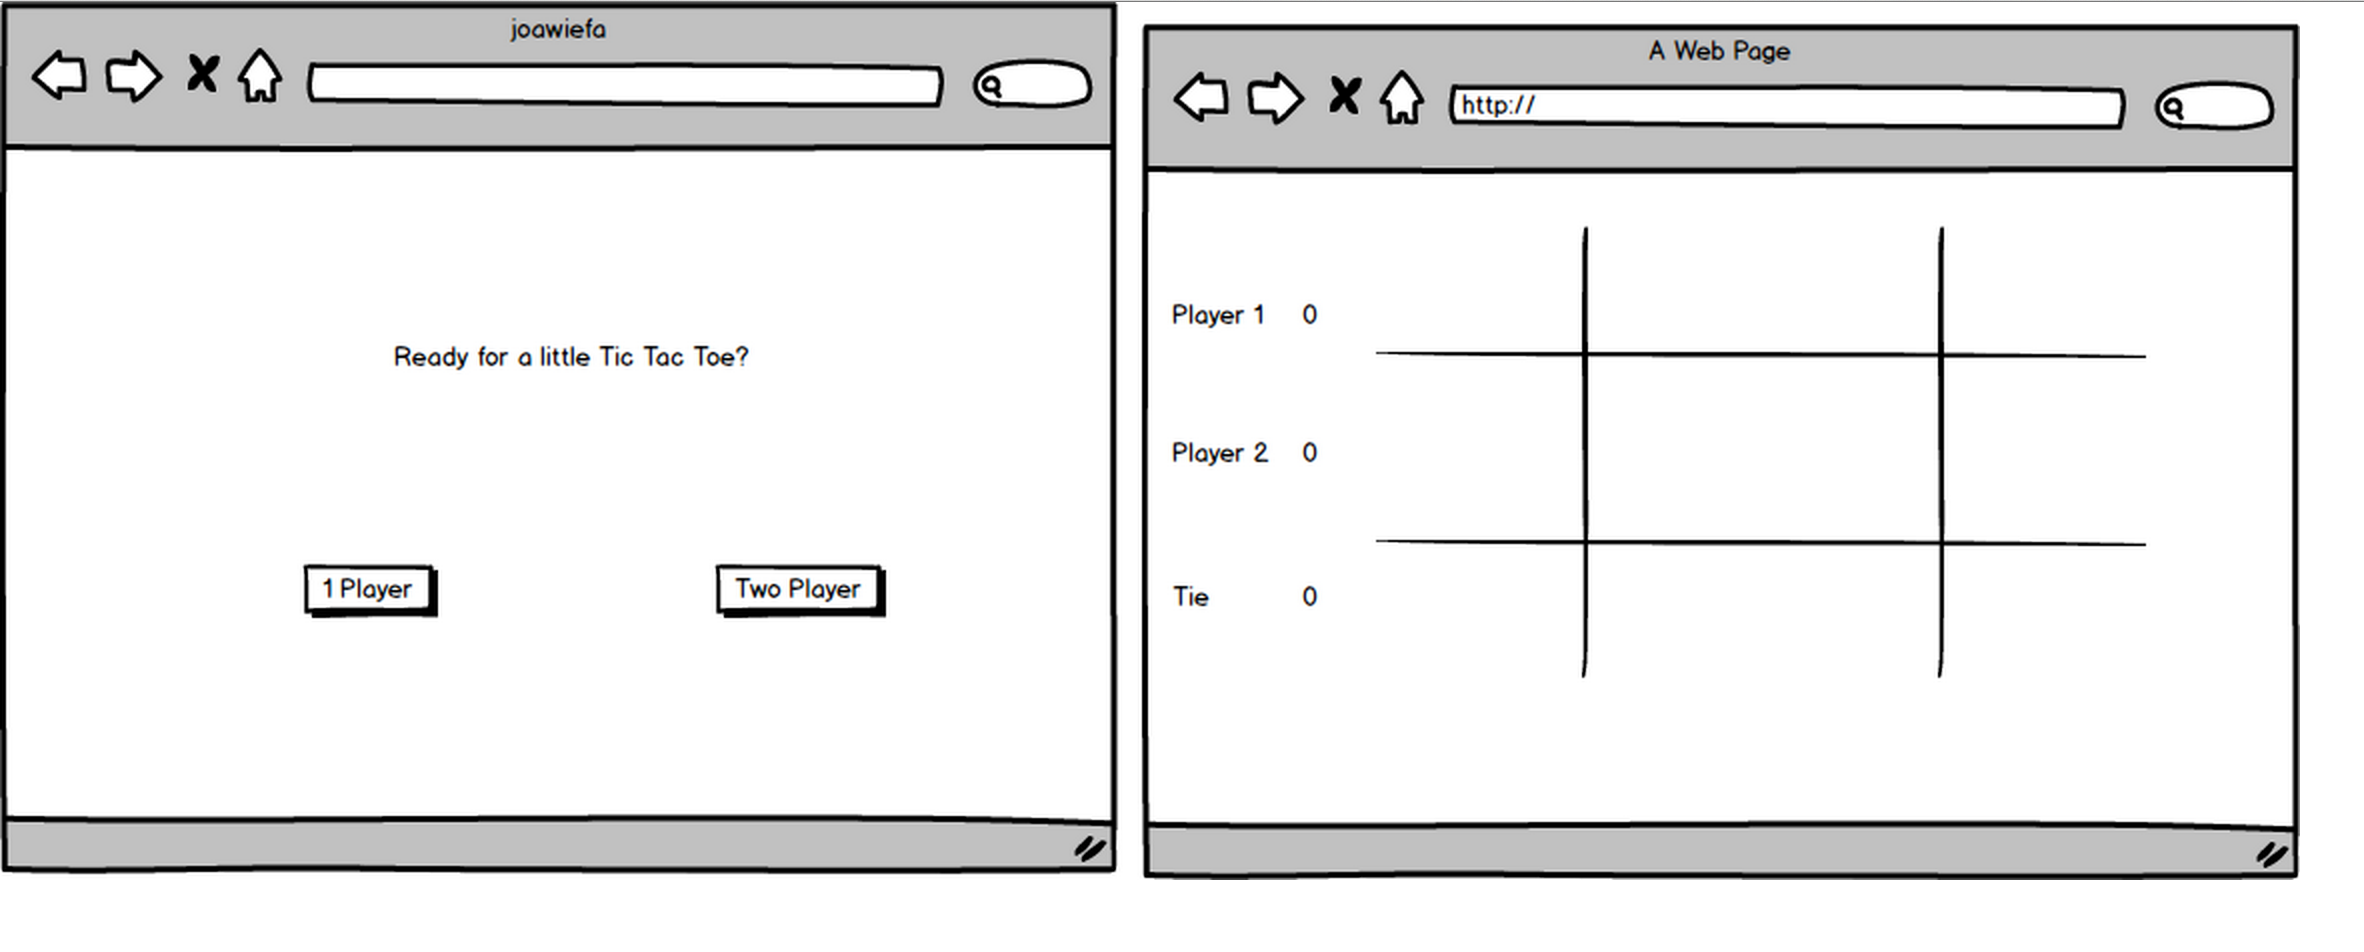 joawiefa
Ready for a little Tic Tac Toe?
1 Player
Two Player
A Web Page
http://
Player 1 0
Player 2 0
Tie 0